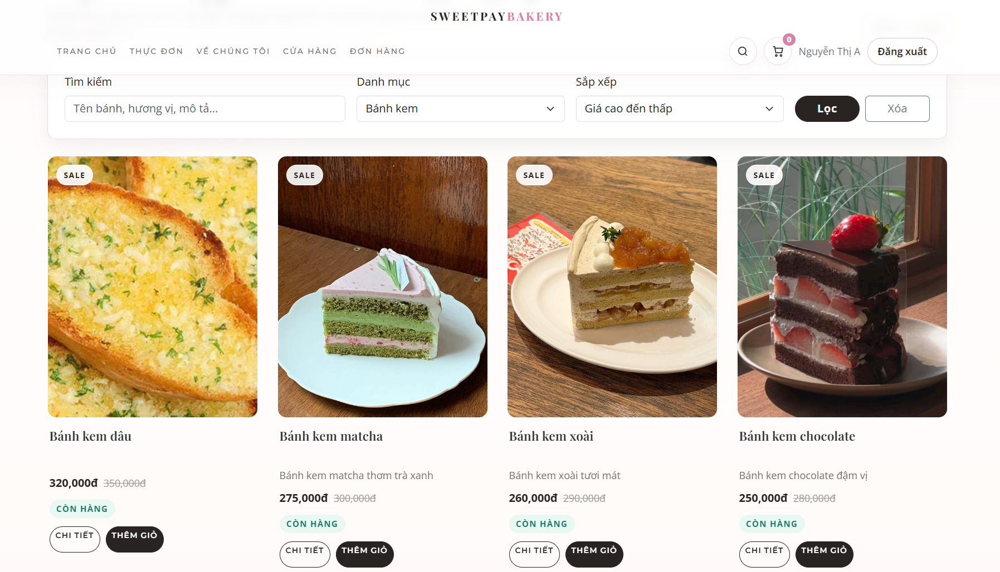 SWEETPAYBAKERY
TRANG CHỦ THỰC ĐƠN VỀ CHÚNG TÔI CỬA HÀNG ĐƠN HÀNG 0 Nguyễn Thị A Đăng xuất
Tìm kiếm Danh mục Sắp xếp
Tên bánh, hương vị, mô tả... Bánh kem Giá cao đến thấp Lọc Xóa
SALE SALE SALE SALE
Bánh kem dâu Bánh kem matcha Bánh kem xoài Bánh kem chocolate
Bánh kem matcha thơm trà xanh Bánh kem xoài tươi mát Bánh kem chocolate đậm vị
320,000đ 350,000đ 275,000đ 300,000đ 260,000đ 290,000đ 250,000đ 280,000đ
CÒN HÀNG CÒN HÀNG CÒN HÀNG CÒN HÀNG
CHI TIẾT THÊM GIỎ CHI TIẾT THÊM GIỎ CHI TIẾT THÊM GIỎ CHI TIẾT THÊM GIỎ